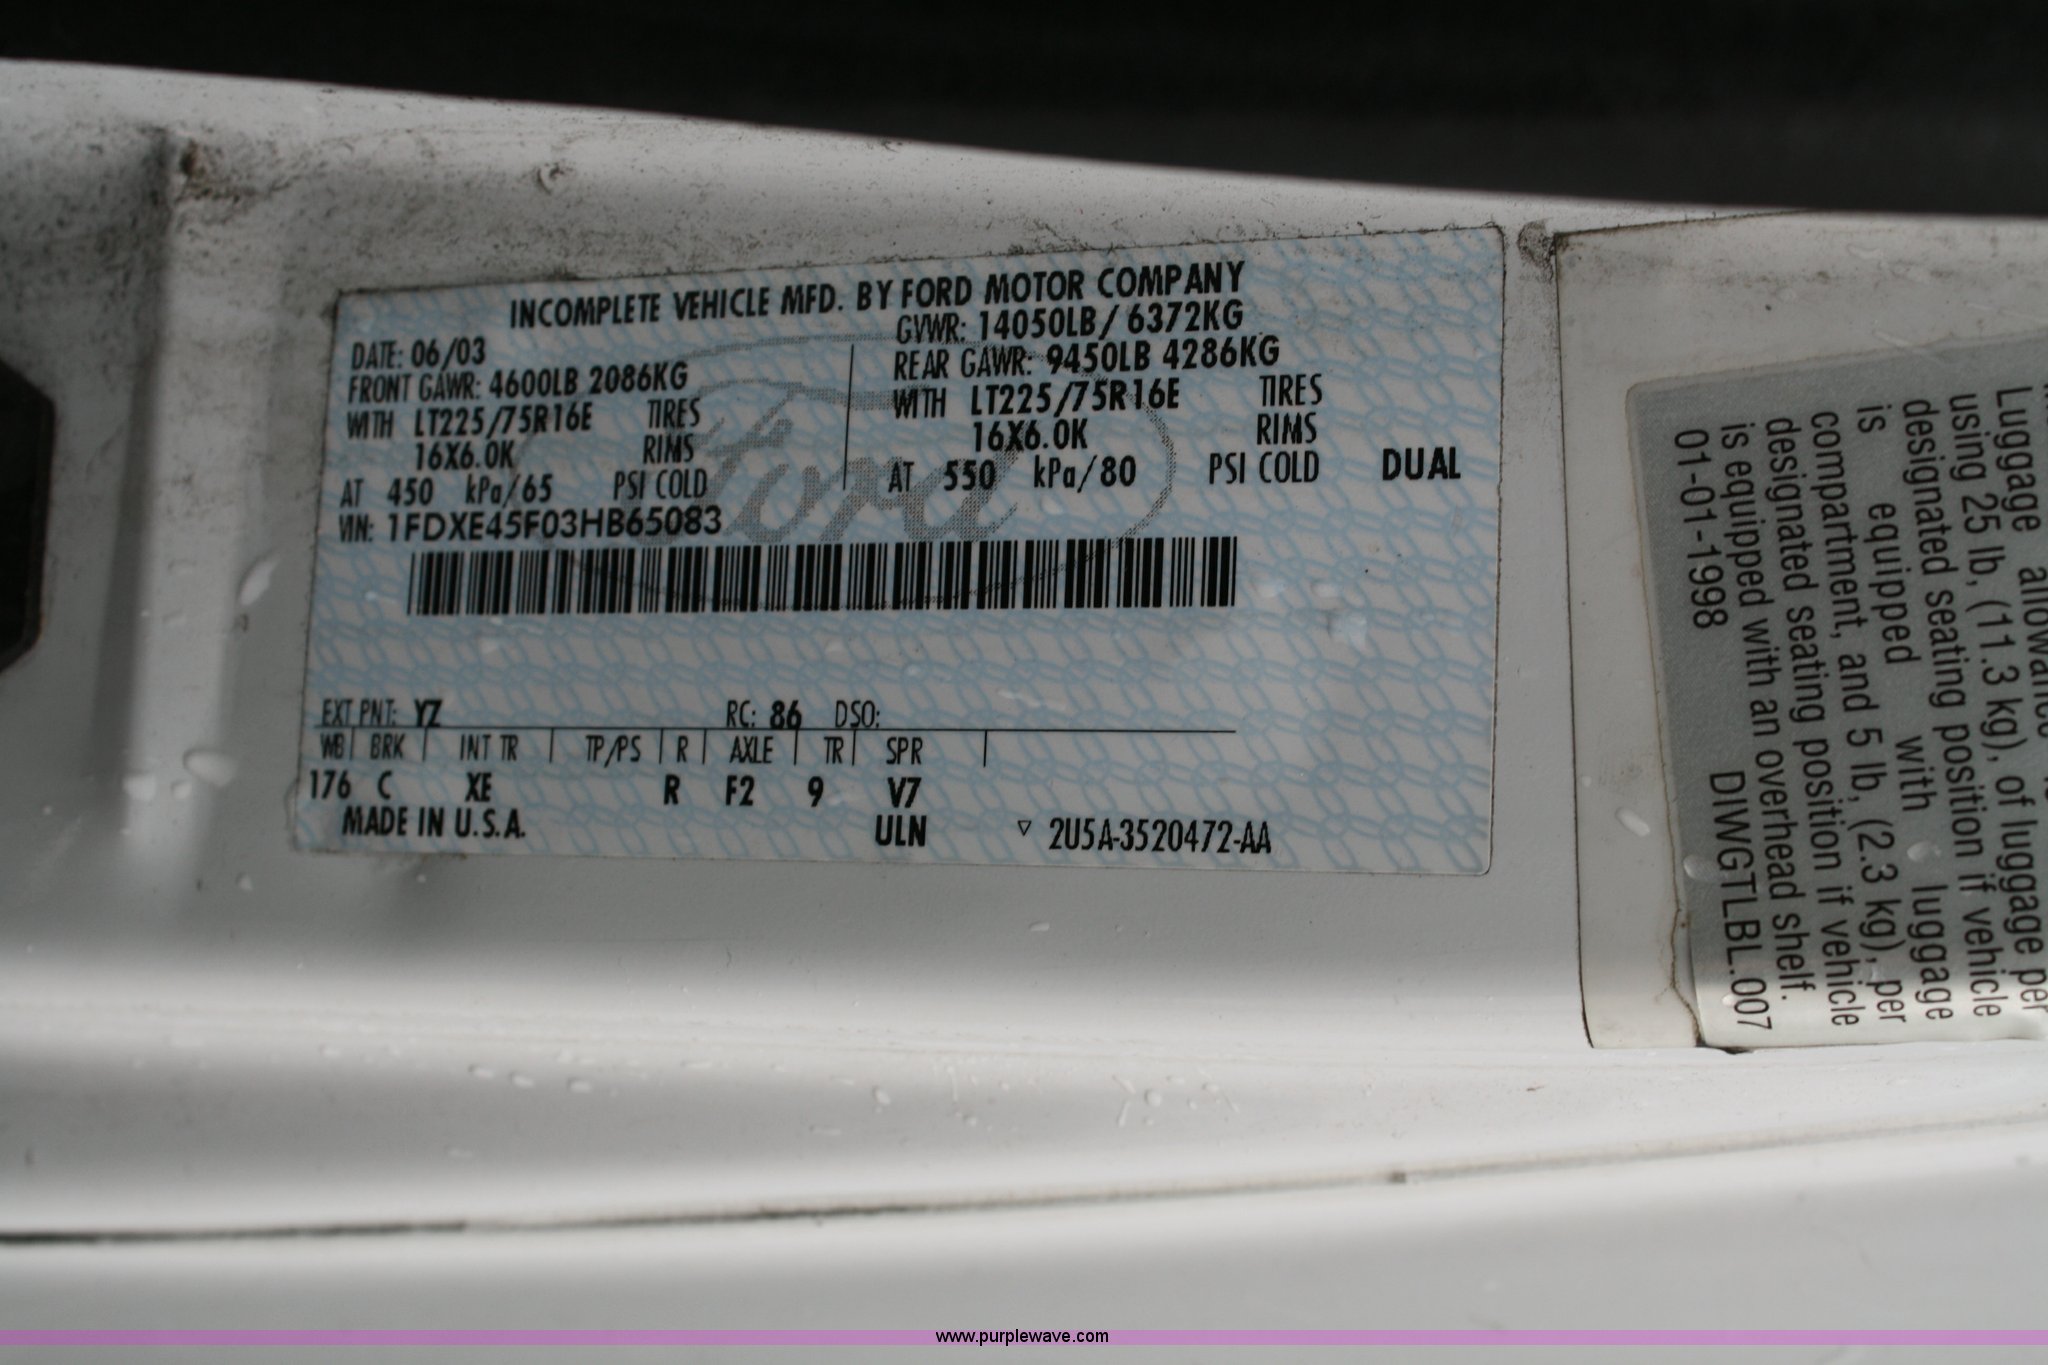 INCOMPLETE VEHICLE MFD. BY FORD MOTOR COMPANY
DATE: 06/03 GVWR: 14050LB/ 6372KG
FRONT GAWR: 4600LB 2086KG REAR GAWR: 9450LB 4286KG
WITH LT225/75R16E TIRES WITH LT225/75R16E TIRES
16X6.0K RIMS 16X6.0K RIMS
AT 450 kPa/65 PSI COLD AT 550 kPa/80 PSI COLD DUAL
VIN: 1FDXE45F03HB65083
Ford
EXT PNT: YZ RC: 86 DSO:
WB BRK INT TR TP/PS R AXLE TR SPR
176 C XE R F2 9 V7
MADE IN U.S.A. ULN ▽ 2U5A-3520472-AA
Luggage allowance
using 25 lb, (11.3 kg), of luggage per
designated seating position if vehicle
is equipped with luggage
compartment, and 5 lb, (2.3 kg), per
designated seating position if vehicle
is equipped with an overhead shelf.
01-01-1998 DIWGTLBL.007
www.purplewave.com